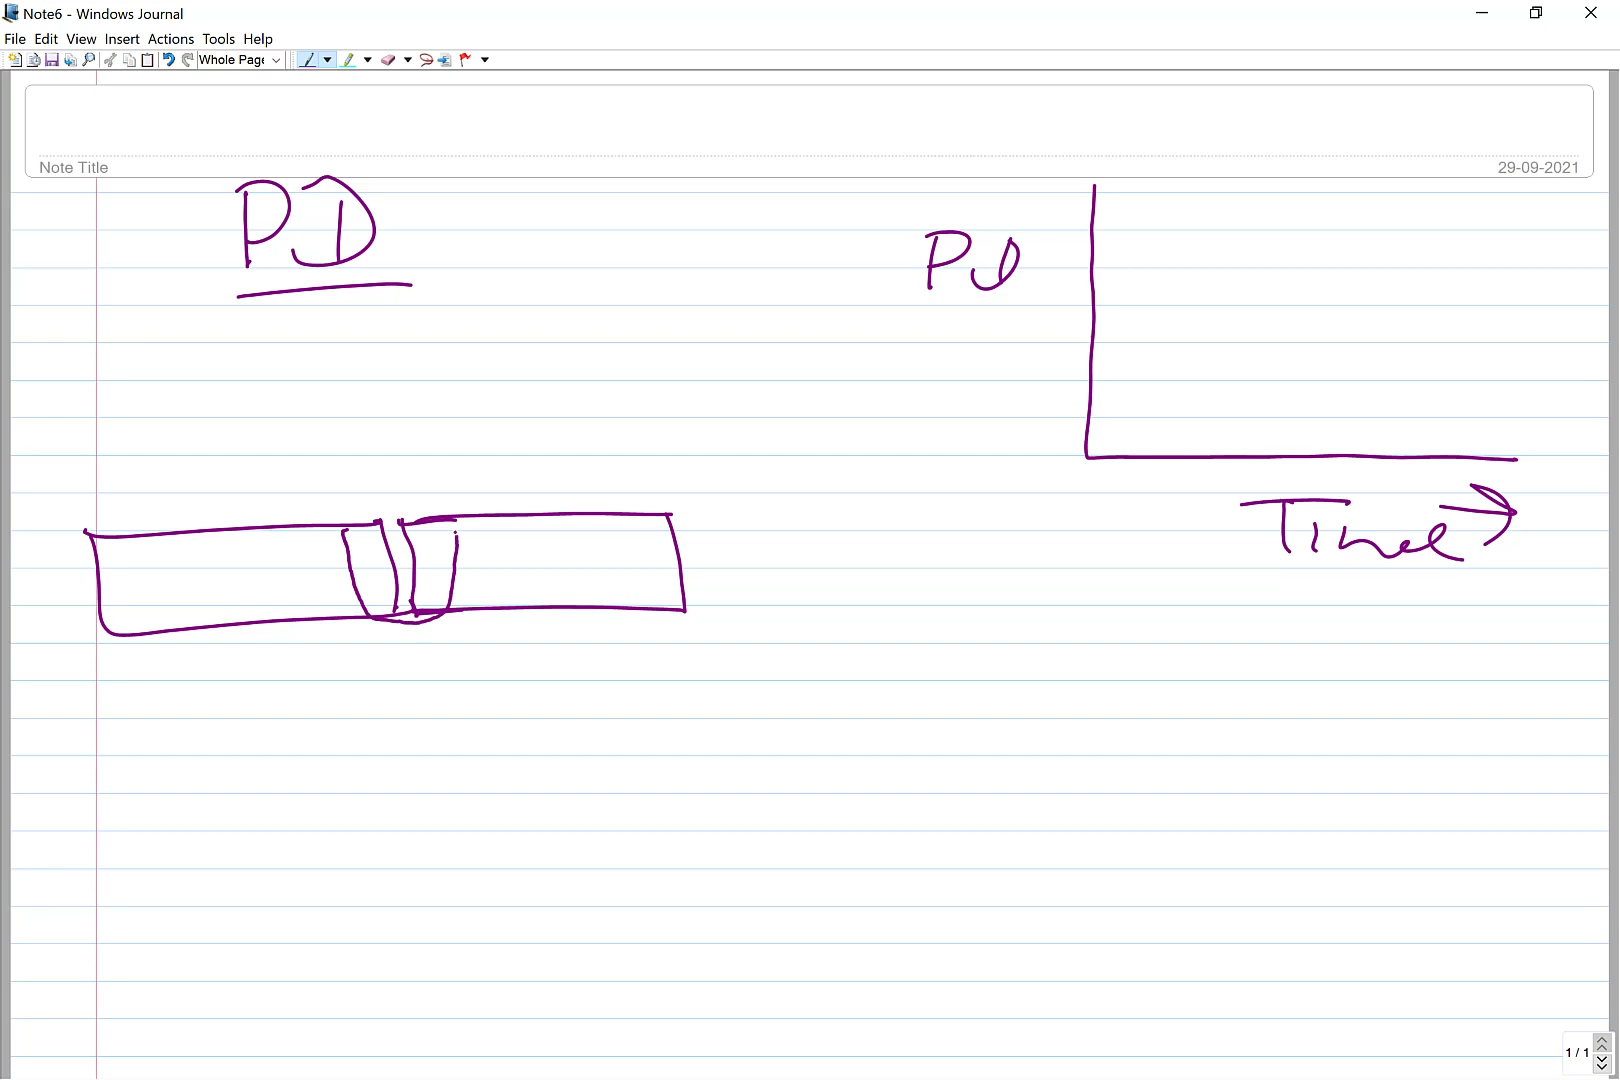 Note6 - Windows Journal
File Edit View Insert Actions Tools Help
Whole Page
Note Title
29-09-2021
PD
PD
Time
1 / 1